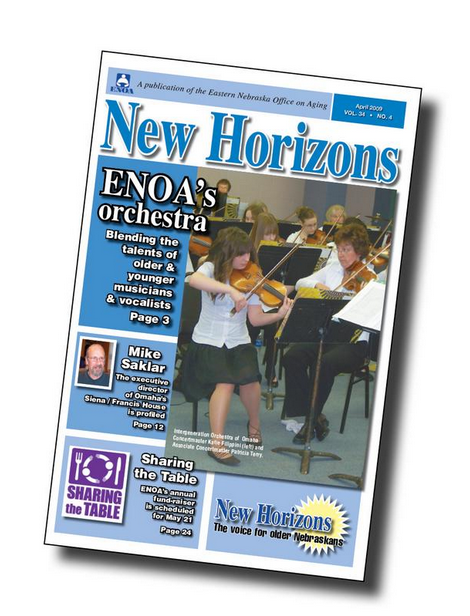 ENOA
A publication of the Eastern Nebraska Office on Aging
April 2009
VOL. 34 • NO. 4
New Horizons
ENOA's
orchestra
Blending the
talents of
older &
younger
musicians
& vocalists
Page 3
Mike
Saklar
The executive
director
of Omaha's
Siena / Francis House
is profiled
Page 12
Intergeneration Orchestra of Omaha
Concertmaster Katie Filippini (left) and
Associate Concertmaster Patricia Terry.
SHARING
the TABLE
Sharing
the Table
ENOA's annual
fund-raiser
is scheduled
for May 21
Page 24
New Horizons
The voice for older Nebraskans